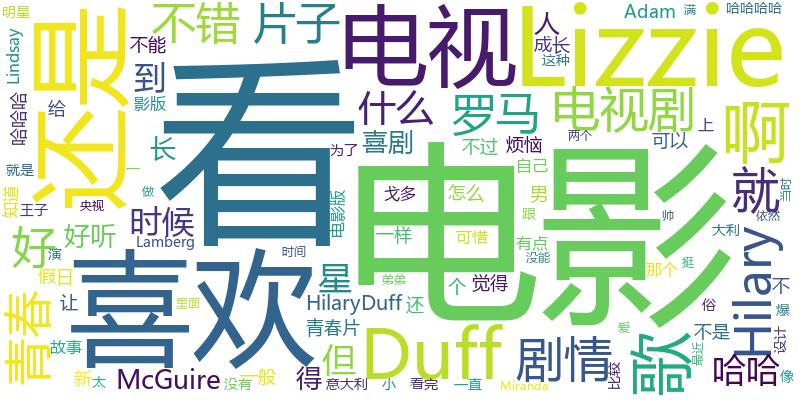 明星
不错
片子
电视
Lizzie
Adam
满
哈哈哈哈
Lindsay
还是
不能
人
成长
这种
到
影版
看
什么
罗马
电视剧
啊
哈哈哈
给
长
喜剧
不过
烦恼
两个
可以
上
就是
为了
自己
知道
王子
央视
一
做
时候
电影版
戈多
怎么
男
就
当时
电影
跟
帅
依然
好
好听
Lamberg
一样
可惜
有点
没能
那个
挺
大利
Hilary
演
时间
弟弟
觉得
假日
喜欢
星
个
不
让
里面
HilaryDuff
还
俗
爆
青春
青春片
Duff
剧情
歌
不是
设计
故事
但
爱
最近
新
太
McGuire
没有
一般
得
意大利
小
看完
一直
Miranda
比较
哈哈
像